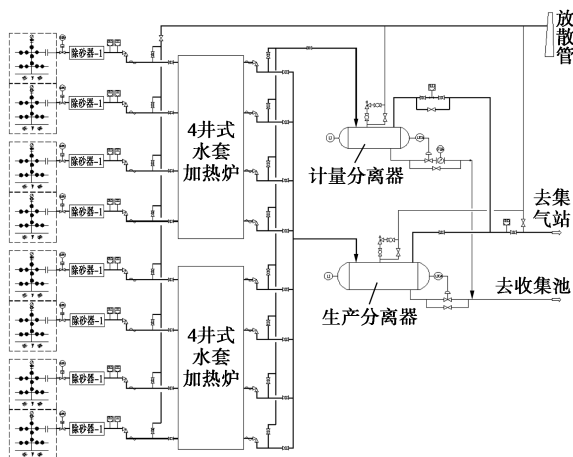 放
散
管
除砂器-1
除砂器-1
除砂器-1
除砂器-1
4井式
水套
加热炉
计量分离器
去集
气站
除砂器-1
除砂器-1
除砂器-1
除砂器-1
4井式
水套
加热炉
生产分离器
去收集池